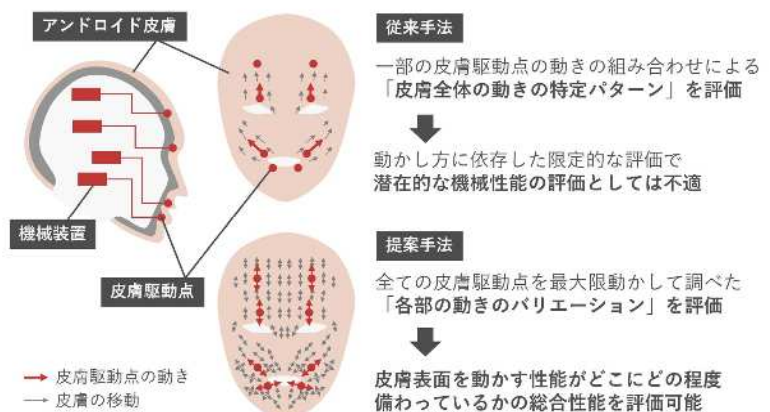 アンドロイド皮膚
機械装置
皮膚駆動点
皮膚駆動点の動き
皮膚の移動
従来手法
一部の皮膚駆動点の動きの組み合わせによる
「皮膚全体の動きの特定パターン」を評価
動かし方に依存した限定的な評価で
潜在的な機械性能の評価としては不適
提案手法
全ての皮膚駆動点を最大限動かして調べた
「各部の動きのバリエーション」を評価
皮膚表面を動かす性能がどこにどの程度
備わっているかの総合性能を評価可能